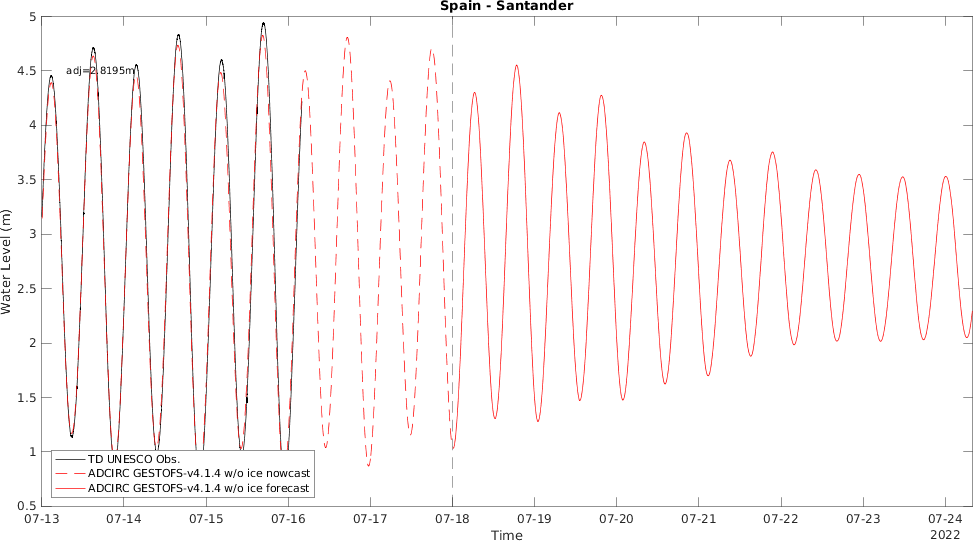 Spain - Santander
5
4.5
4
3.5
3
2.5
2
1.5
1
0.5
Water Level (m)
adj=2.8195m
TD UNESCO Obs.
ADCIRC GESTOFS-v4.1.4 w/o ice nowcast
ADCIRC GESTOFS-v4.1.4 w/o ice forecast
07-13 07-14 07-15 07-16 07-17 07-18 07-19 07-20 07-21 07-22 07-23 07-24
Time
2022